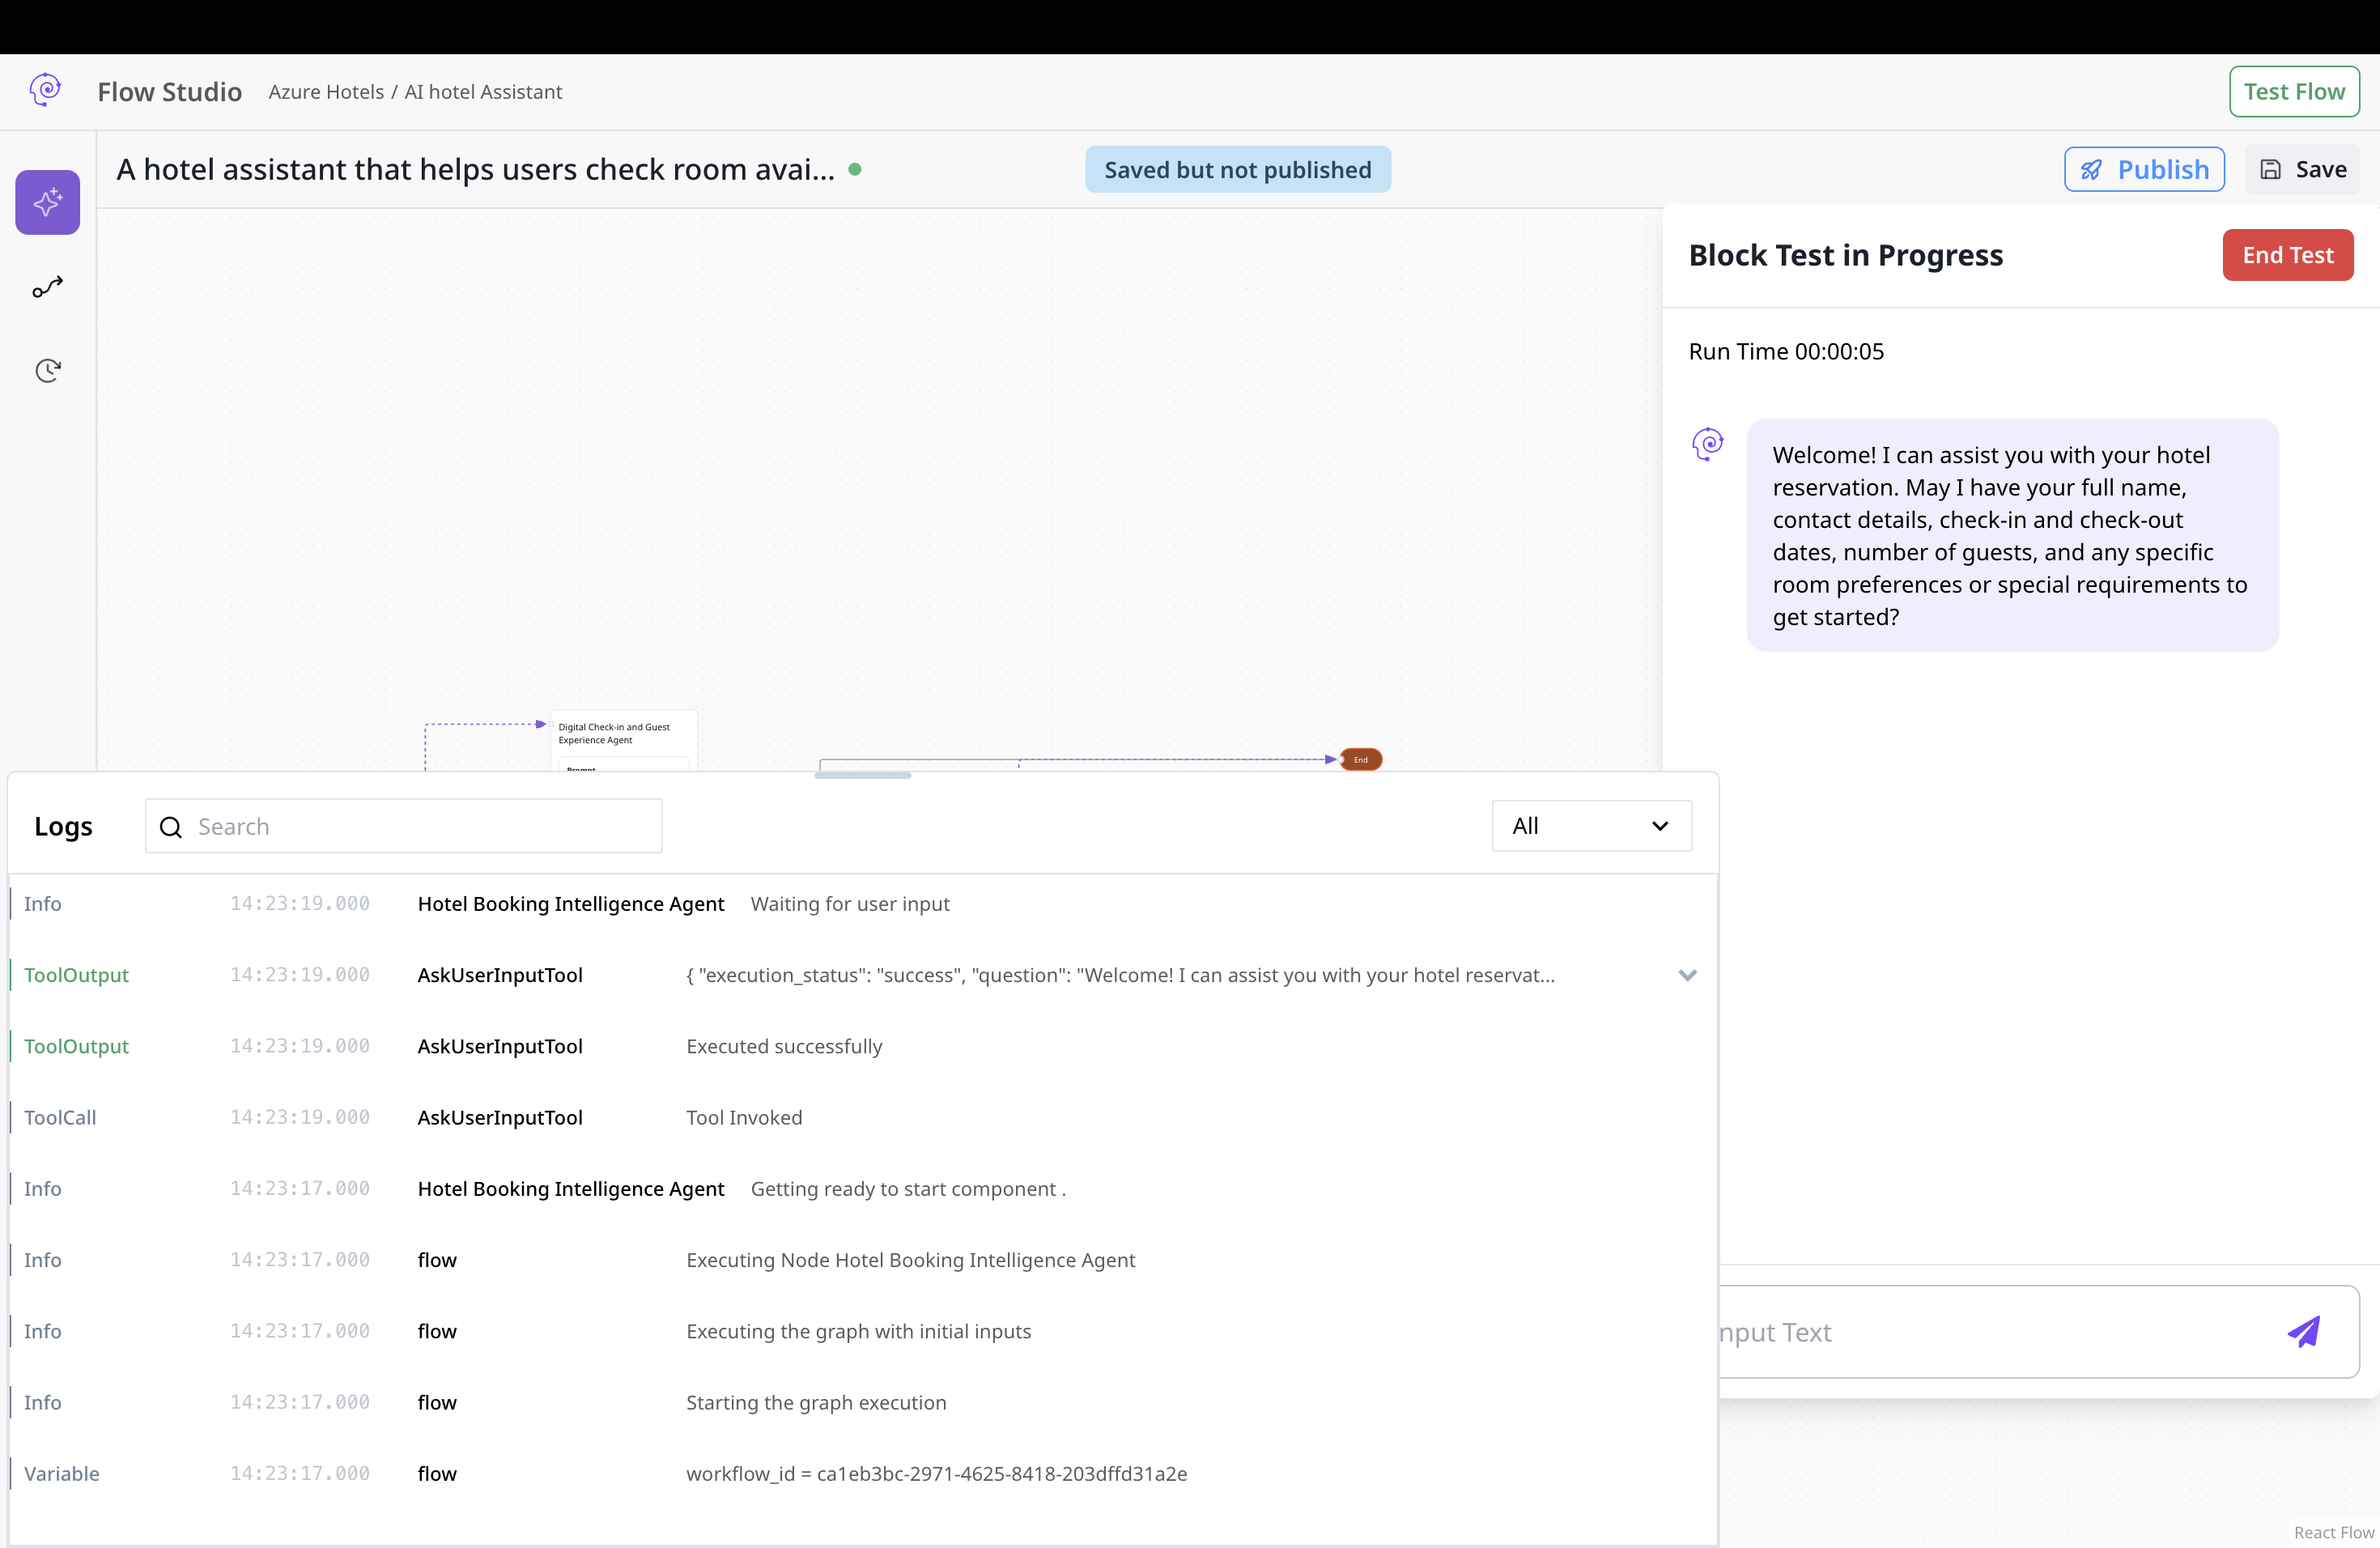 Flow Studio Azure Hotels / AI hotel Assistant
Test Flow
A hotel assistant that helps users check room avai...
Saved but not published
Publish
Save
Block Test in Progress
End Test
Run Time 00:00:05
Welcome! I can assist you with your hotel
reservation. May I have your full name,
contact details, check-in and check-out
dates, number of guests, and any specific
room preferences or special requirements to
get started?
Digital Check-in and Guest
Experience Agent
Prompt
End
Logs
Search
All
Info 14:23:19.000 Hotel Booking Intelligence Agent Waiting for user input
ToolOutput 14:23:19.000 AskUserInputTool { "execution_status": "success", "question": "Welcome! I can assist you with your hotel reservat...
ToolOutput 14:23:19.000 AskUserInputTool Executed successfully
ToolCall 14:23:19.000 AskUserInputTool Tool Invoked
Info 14:23:17.000 Hotel Booking Intelligence Agent Getting ready to start component .
Info 14:23:17.000 flow Executing Node Hotel Booking Intelligence Agent
Info 14:23:17.000 flow Executing the graph with initial inputs
Info 14:23:17.000 flow Starting the graph execution
Variable 14:23:17.000 flow workflow_id = ca1eb3bc-2971-4625-8418-203dffd31a2e
nput Text
React Flow